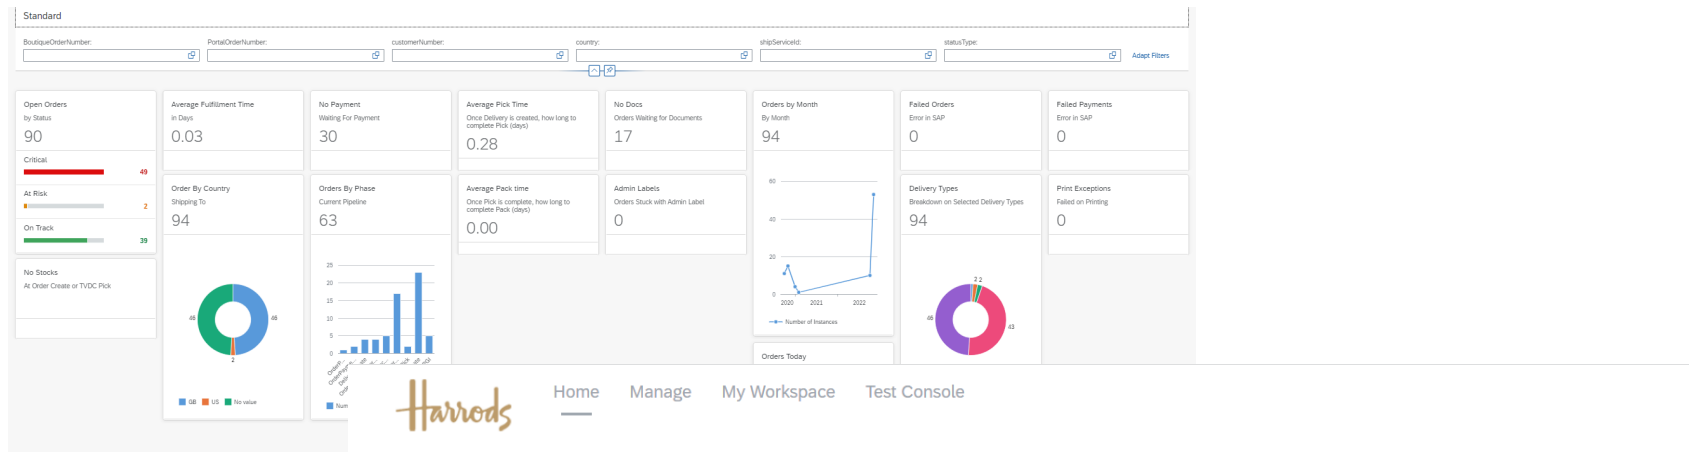 Standard
BoutiqueOrderNumber:
PortalOrderNumber:
customerNumber:
country:
shipServiceId:
statusType:
Adapt Filters
Open Orders
by Status
90
Critical
49
At Risk
2
On Track
39
No Stocks
At Order Create or TVDC Pick
Average Fulfillment Time
in Days
0.03
Order By Country
Shipping To
94
46
46
2
GB
US
No value
No Payment
Waiting For Payment
30
Orders By Phase
Current Pipeline
63
25
20
15
10
5
0
Average Pick Time
Once Delivery is created, how long to
complete Pick (days)
0.28
Average Pack time
Once Pick is complete, how long to
complete Pack (days)
0.00
No Docs
Orders Waiting for Documents
17
Admin Labels
Orders Stuck with Admin Label
0
Orders by Month
By Month
94
60
40
20
0
2020
2021
2022
Number of Instances
Orders Today
Failed Orders
Error in SAP
0
Delivery Types
Breakdown on Selected Delivery Types
94
2 2
46
43
Failed Payments
Error in SAP
0
Print Exceptions
Failed on Printing
0
Harrods
Home
Manage
My Workspace
Test Console